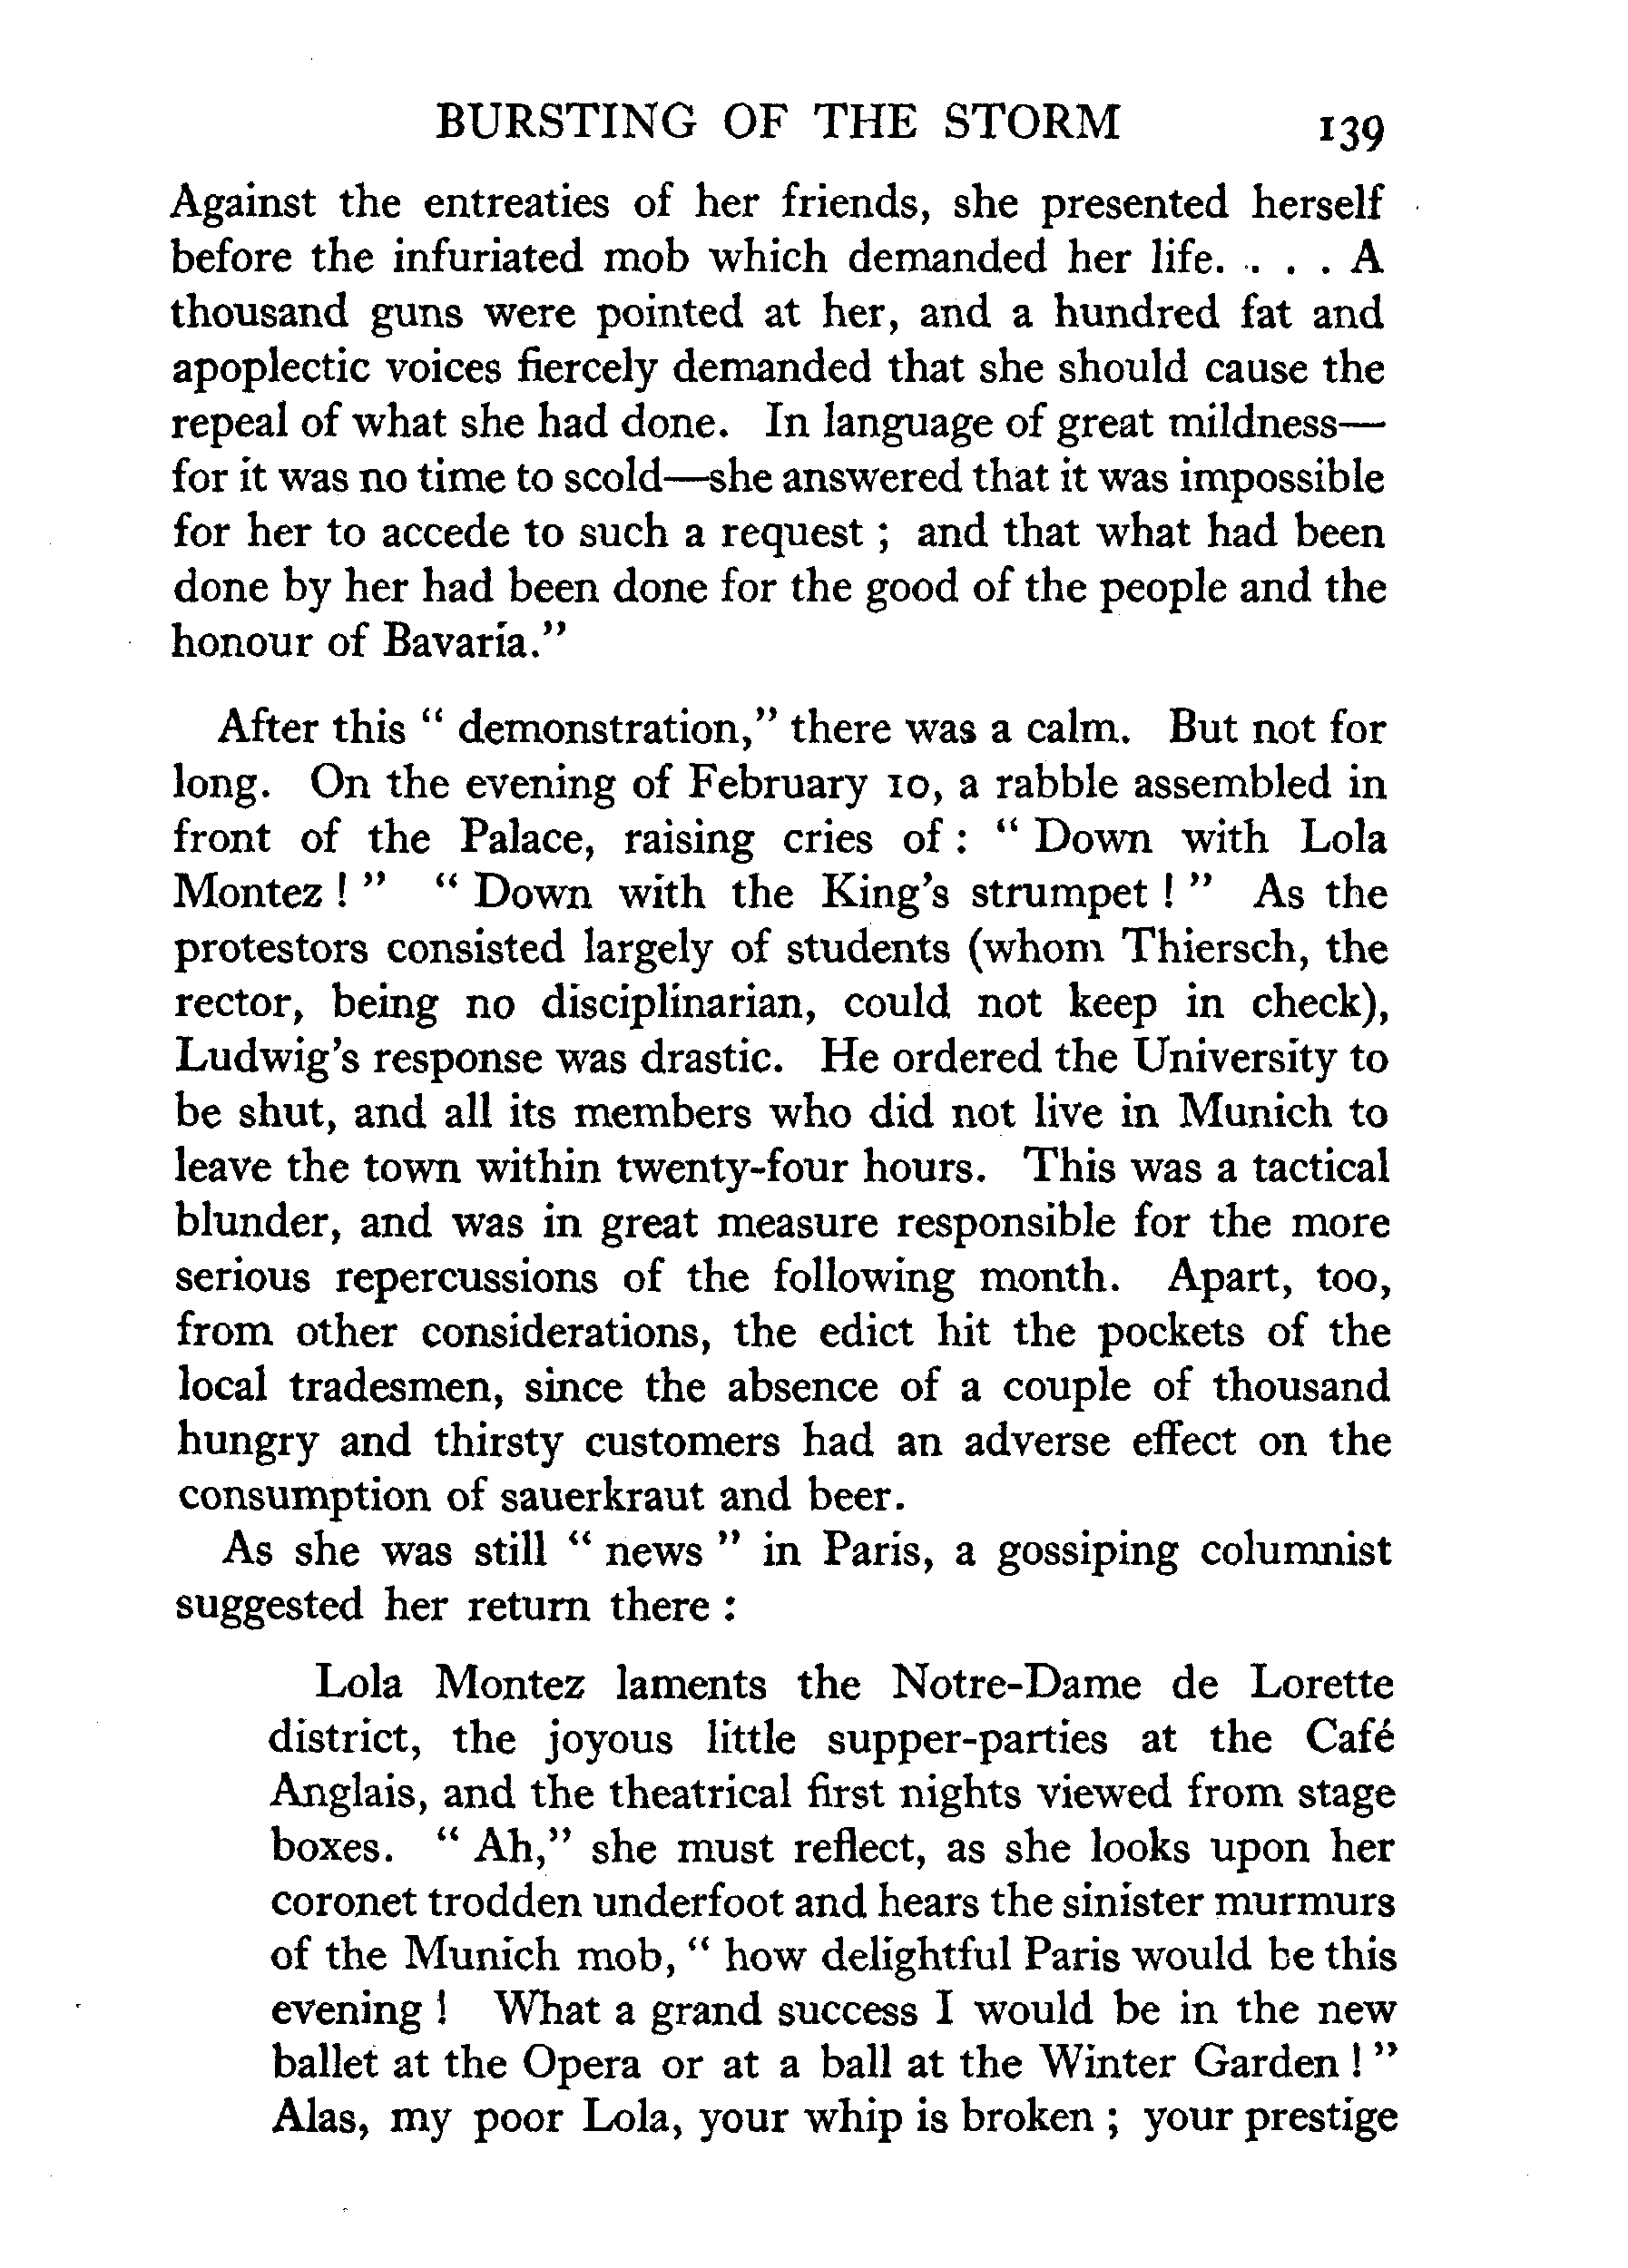 BURSTING OF THE STORM 139
Against the entreaties of her friends, she presented herself
before the infuriated mob which demanded her life. . . . A
thousand guns were pointed at her, and a hundred fat and
apoplectic voices fiercely demanded that she should cause the
repeal of what she had done. In language of great mildness—
for it was no time to scold—she answered that it was impossible
for her to accede to such a request ; and that what had been
done by her had been done for the good of the people and the
honour of Bavaria.”
After this “ demonstration,” there was a calm. But not for
long. On the evening of February 10, a rabble assembled in
front of the Palace, raising cries of : “ Down with Lola
Montez ! ” “ Down with the King’s strumpet ! ” As the
protestors consisted largely of students (whom Thiersch, the
rector, being no disciplinarian, could not keep in check),
Ludwig’s response was drastic. He ordered the University to
be shut, and all its members who did not live in Munich to
leave the town within twenty-four hours. This was a tactical
blunder, and was in great measure responsible for the more
serious repercussions of the following month. Apart, too,
from other considerations, the edict hit the pockets of the
local tradesmen, since the absence of a couple of thousand
hungry and thirsty customers had an adverse effect on the
consumption of sauerkraut and beer.
As she was still “ news ” in Paris, a gossiping columnist
suggested her return there :
Lola Montez laments the Notre-Dame de Lorette
district, the joyous little supper-parties at the Café
Anglais, and the theatrical first nights viewed from stage
boxes. “ Ah,” she must reflect, as she looks upon her
coronet trodden underfoot and hears the sinister murmurs
of the Munich mob, “ how delightful Paris would be this
evening ! What a grand success I would be in the new
ballet at the Opera or at a ball at the Winter Garden ! ”
Alas, my poor Lola, your whip is broken ; your prestige